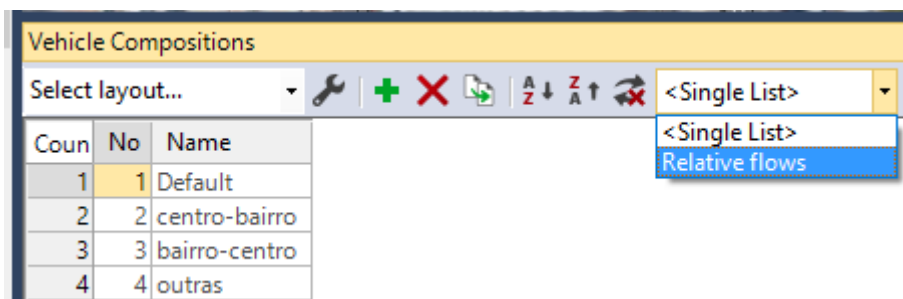 Vehicle Compositions
Select layout... <Single List>
<Single List>
Relative flows
Coun No Name
1 1 Default
2 2 centro-bairro
3 3 bairro-centro
4 4 outras